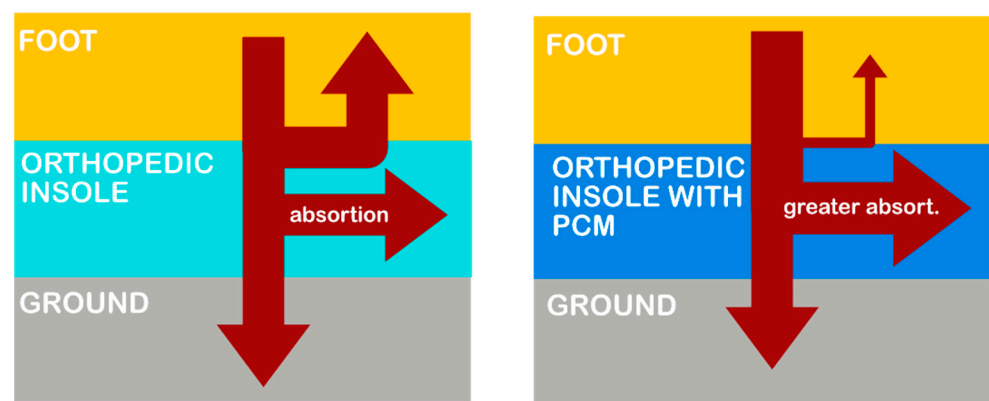 FOOT
ORTHOPEDIC
INSOLE
absortion
GROUND
FOOT
ORTHOPEDIC
INSOLE WITH
PCM
greater absort.
GROUND